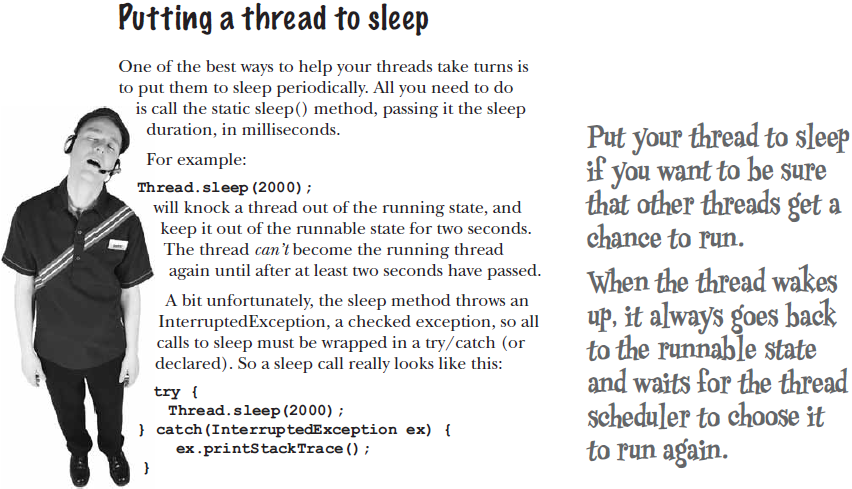 Putting a thread to sleep
One of the best ways to help your threads take turns is
to put them to sleep periodically. All you need to do
is call the static sleep() method, passing it the sleep
duration, in milliseconds.
For example:
Thread.sleep(2000);
will knock a thread out of the running state, and
keep it out of the runnable state for two seconds.
The thread can't become the running thread
again until after at least two seconds have passed.
A bit unfortunately, the sleep method throws an
InterruptedException, a checked exception, so all
calls to sleep must be wrapped in a try/catch (or
declared). So a sleep call really looks like this:
try {
Thread.sleep(2000);
} catch(InterruptedException ex) {
ex.printStackTrace();
}
Put your thread to sleep
if you want to be sure
that other threads get a
chance to run.
When the thread wakes
up, it always goes back
to the runnable state
and waits for the thread
scheduler to choose it
to run again.